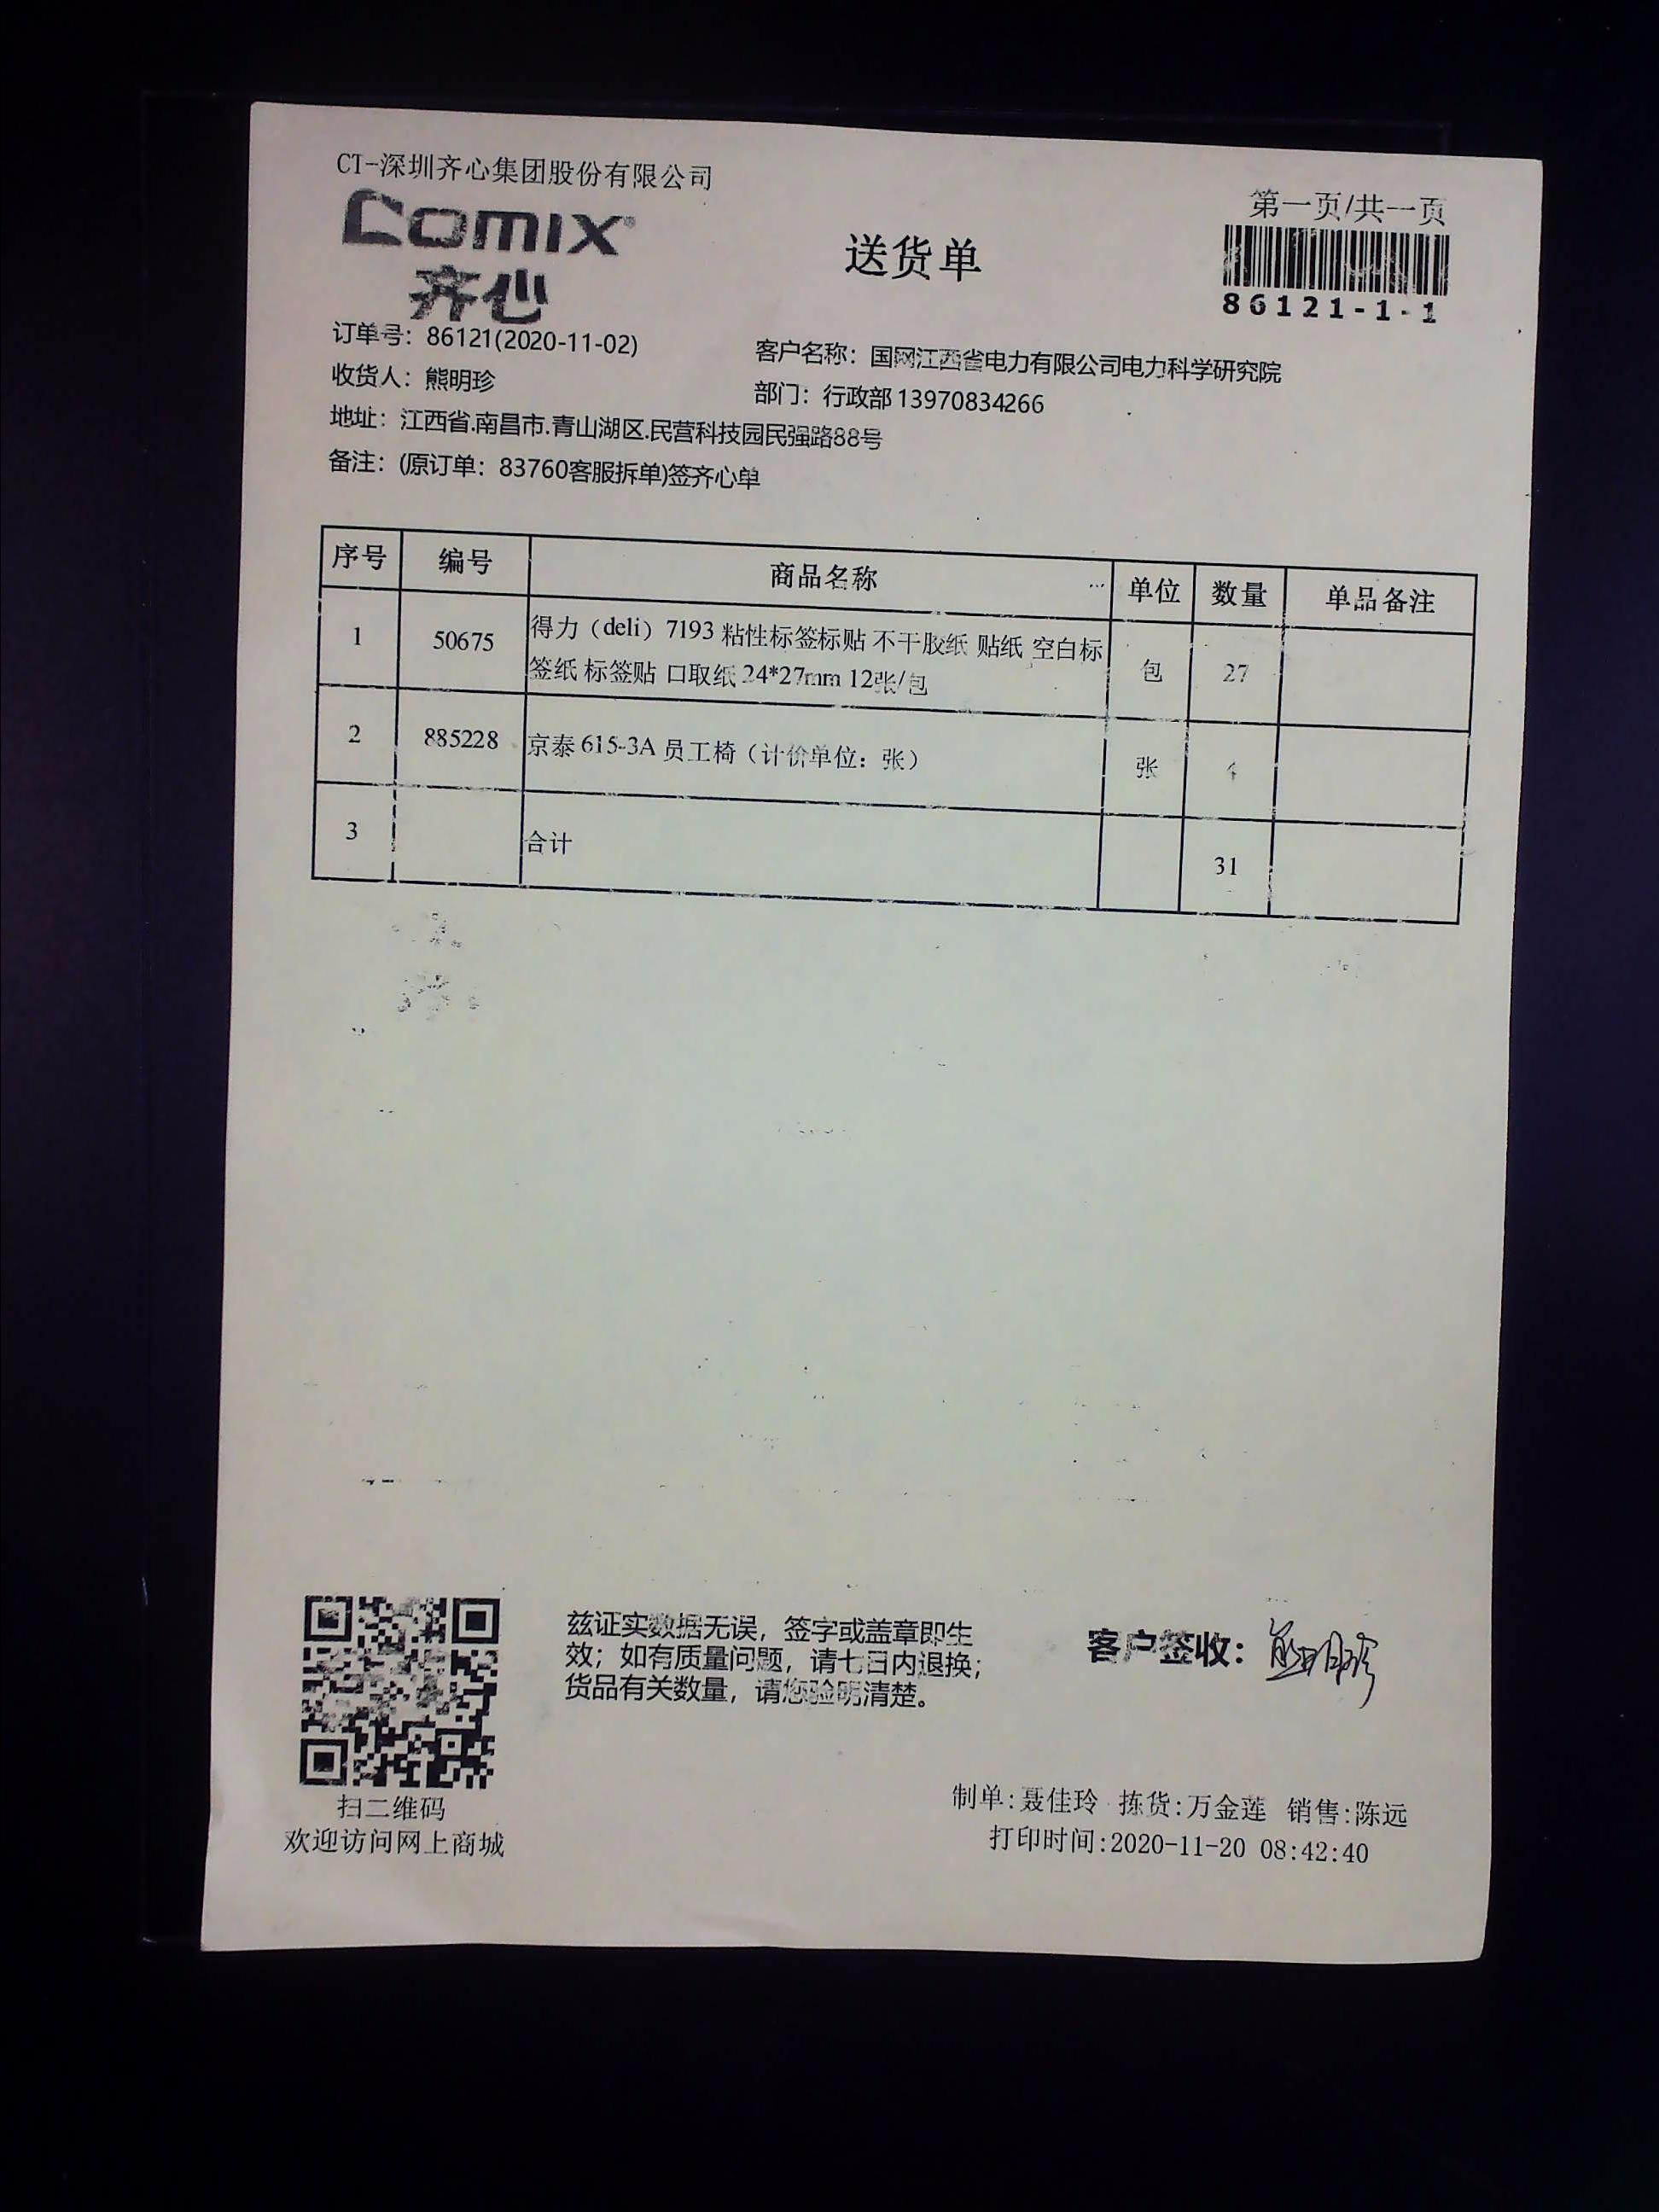 CT-深圳齐心集团股份有限公司
comix
齐心
送货单
第一页/共一页
86121-1-1
订单号：86121(2020-11-02)
客户名称：国网江西省电力有限公司电力科学研究院
收货人：熊明珍
部门：行政部 13970834266
地址：江西省.南昌市.青山湖区.民营科技园民强路88号
备注：(原订单：83760客服拆单)签齐心单
序号 编号 商品名称 ... 单位 数量 单品备注
1 50675 得力（deli）7193 粘性标签标贴 不干胶纸 贴纸 空白标
签纸 标签贴 口取纸 24*27mm 12张/包 包 27
2 885228 京泰 615-3A 员工椅（计价单位：张） 张 4
3 合计 31
兹证实数据无误，签字或盖章即生
效；如有质量问题，请七日内退换；
货品有关数量，请您验明清楚。
客户签收：熊明珍
扫二维码
欢迎访问网上商城
制单:聂佳玲 拣货:万金莲 销售:陈远
打印时间:2020-11-20 08:42:40